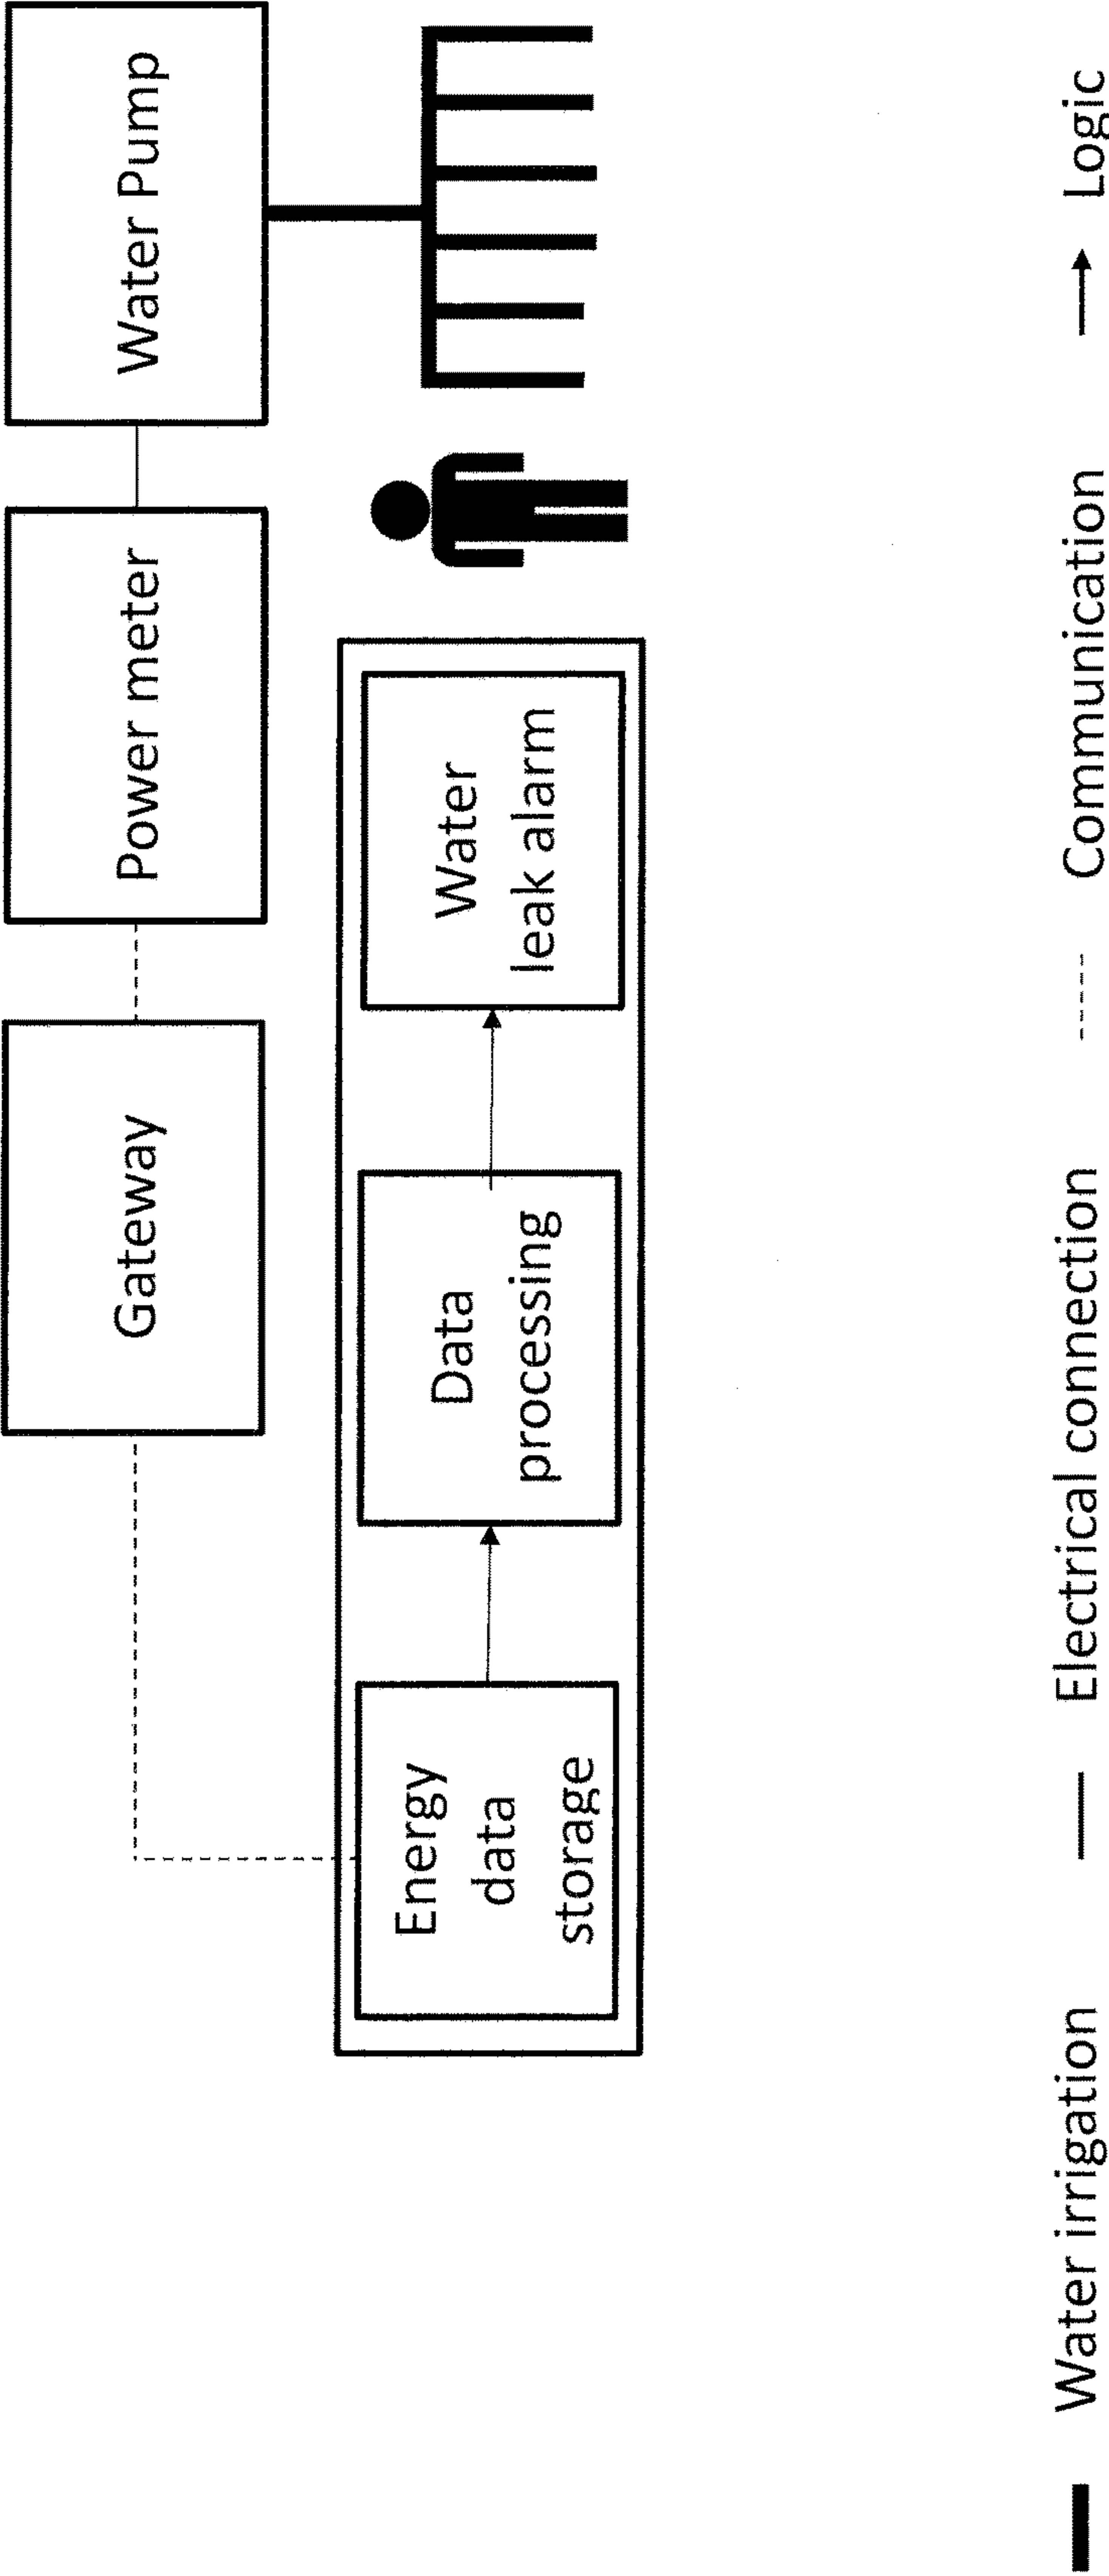 Gateway
Power meter
Water Pump
Energy
data
storage
Data
processing
Water
leak alarm
Water irrigation
Electrical connection
Communication
Logic